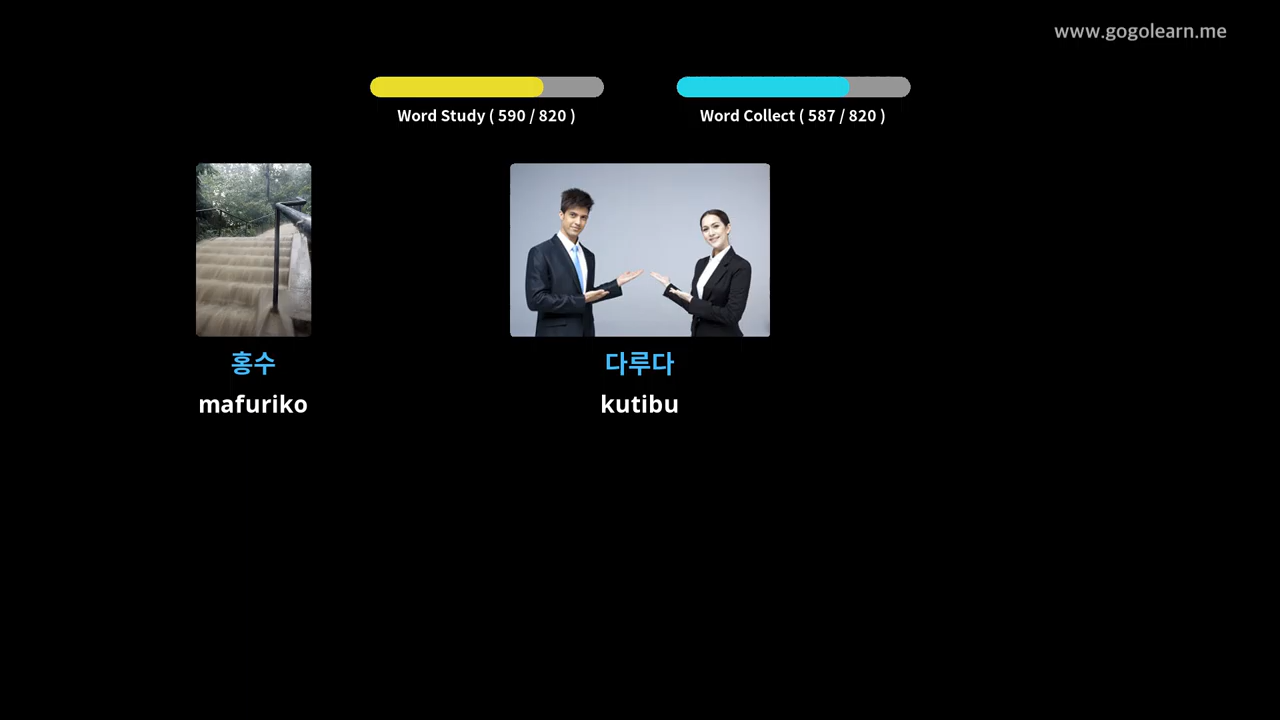 www.gogolearn.me
Word Study ( 590 / 820 )
Word Collect ( 587 / 820 )
홍수
mafuriko
다루다
kutibu